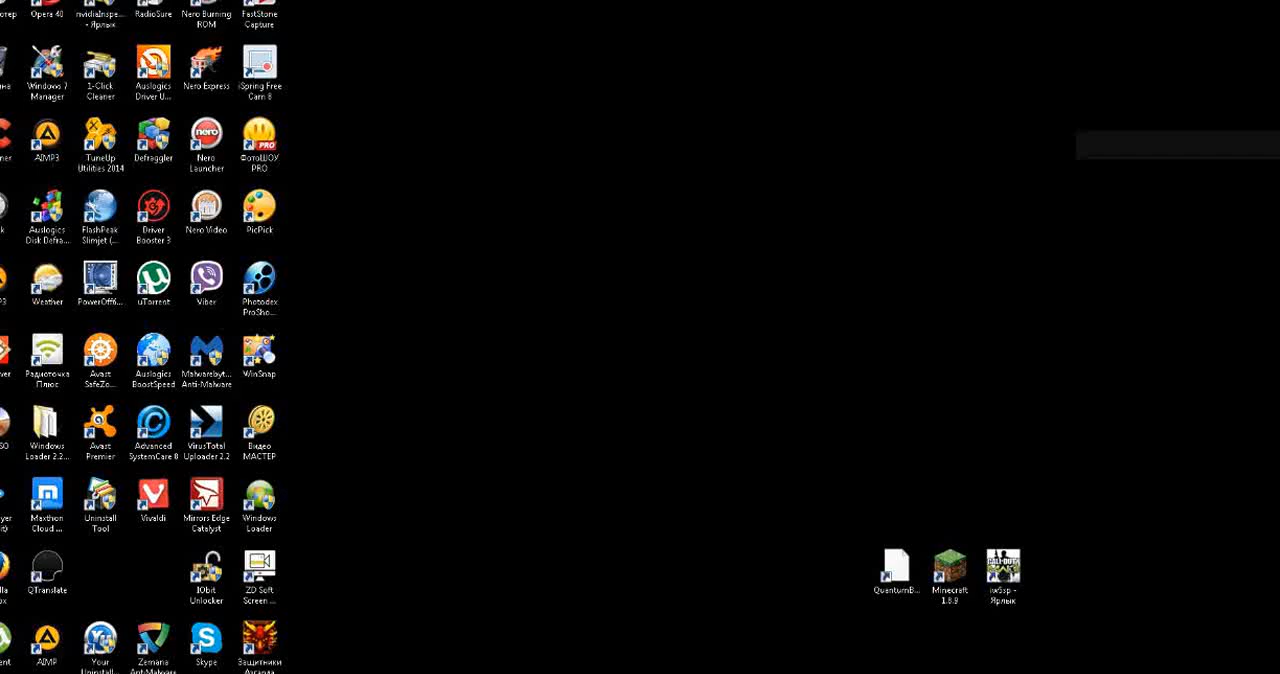 Opera 40
nvidiaInspe...
- Ярлык
RadioSure
Nero Burning
ROM
FastStone
Capture
Windows 7
Manager
1-Click
Cleaner
Auslogics
Driver U...
Nero Express
iSpring Free
Cam 8
AIMP3
TuneUp
Utilities 2014
Defraggler
nero
Nero
Launcher
PRO
ФотоШОУ
PRO
Auslogics
Disk Defra...
FlashPeak
Slimjet (...
Driver
Booster 3
Nero Video
PicPick
Weather
PowerOff6...
uTorrent
Viber
Photodex
ProSho...
Радиоточка
Плюс
Avast
SafeZo...
Auslogics
BoostSpeed
Malwarebyt...
Anti-Malware
WinSnap
Windows
Loader 2.2...
Avast
Premier
Advanced
SystemCare 8
VirusTotal
Uploader 2.2
Видео
МАСТЕР
Maxthon
Cloud ...
Uninstall
Tool
Vivaldi
Mirrors Edge
Catalyst
Windows
Loader
QTranslate
IObit
Unlocker
ZD Soft
Screen ...
QuantumB...
Minecraft
1.8.9
iw5sp -
Ярлык
AIMP
Your
Uninstall...
Zemana
AntiMalware
Skype
Защитники